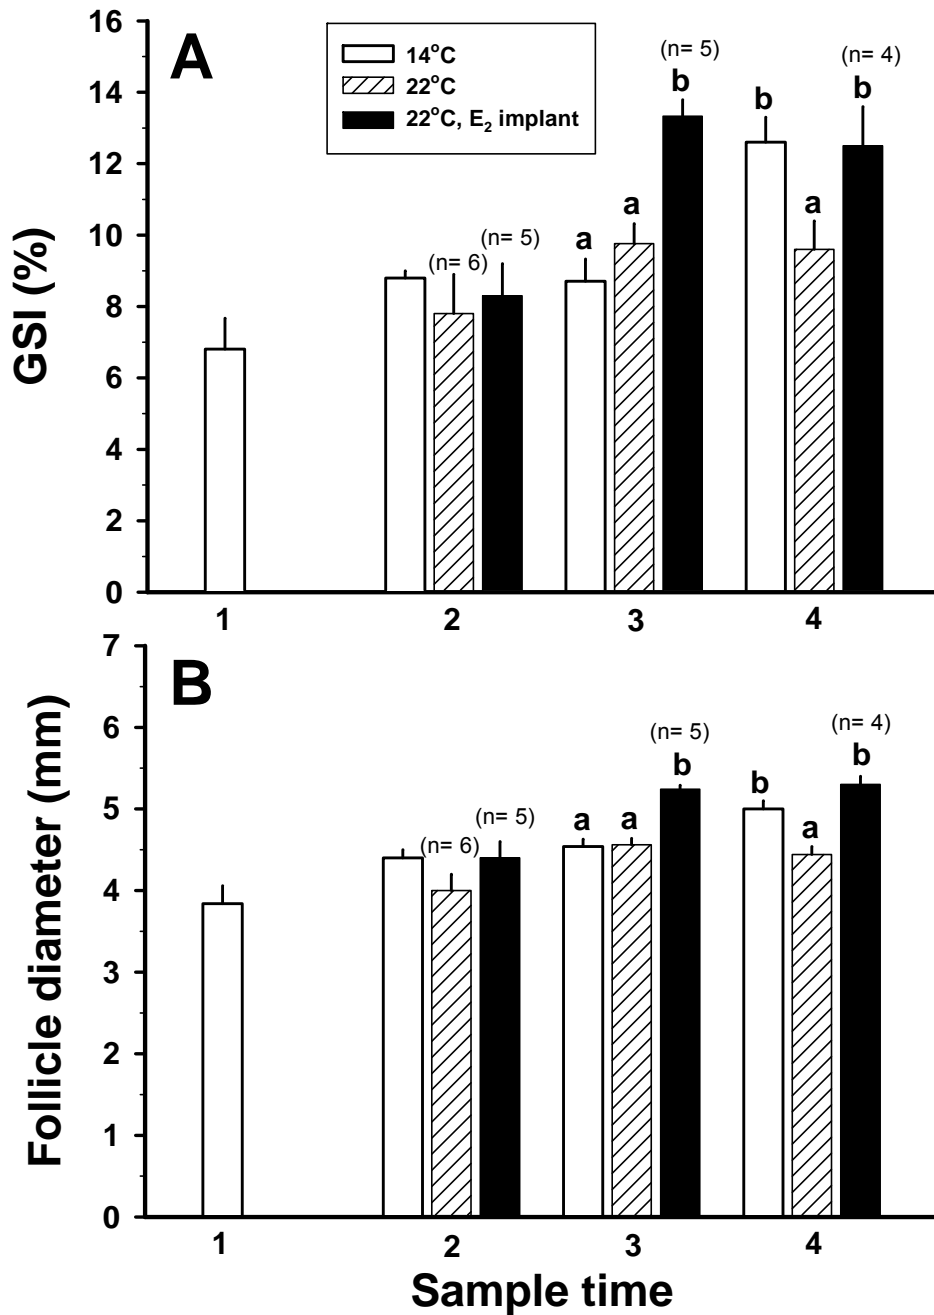 A
14°C
22°C
22°C, E₂ implant
GSI (%)
16
14
12
10
8
6
4
2
0
(n= 6)
(n= 5)
a
a
b
(n= 5)
b
a
b
(n= 4)
1
2
3
4
B
Follicle diameter (mm)
7
6
5
4
3
2
1
0
(n= 6)
(n= 5)
a
a
b
(n= 5)
b
a
b
(n= 4)
1
2
3
4
Sample time